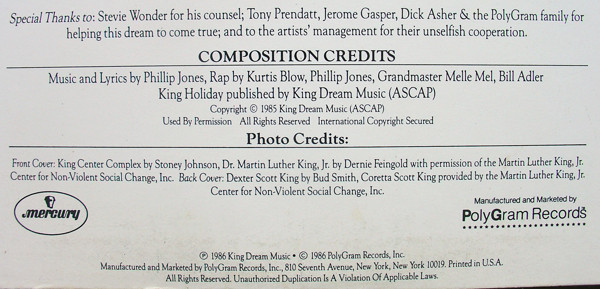 Special Thanks to: Stevie Wonder for his counsel; Tony Prendatt, Jerome Gasper, Dick Asher & the PolyGram family for
helping this dream to come true; and to the artists' management for their unselfish cooperation.
COMPOSITION CREDITS
Music and Lyrics by Phillip Jones, Rap by Kurtis Blow, Phillip Jones, Grandmaster Melle Mel, Bill Adler
King Holiday published by King Dream Music (ASCAP)
Copyright © 1985 King Dream Music (ASCAP)
Used By Permission All Rights Reserved International Copyright Secured
Photo Credits:
Front Cover: King Center Complex by Stoney Johnson, Dr. Martin Luther King, Jr. by Dernie Feingold with permission of the Martin Luther King, Jr.
Center for Non-Violent Social Change, Inc. Back Cover: Dexter Scott King by Bud Smith, Coretta Scott King provided by the Martin Luther King, Jr.
Center for Non-Violent Social Change, Inc.
mercury
Manufactured and Marketed by
PolyGram Records
℗ 1986 King Dream Music • © 1986 PolyGram Records, Inc.
Manufactured and Marketed by PolyGram Records, Inc., 810 Seventh Avenue, New York, New York 10019. Printed in U.S.A.
All Rights Reserved. Unauthorized Duplication Is A Violation Of Applicable Laws.